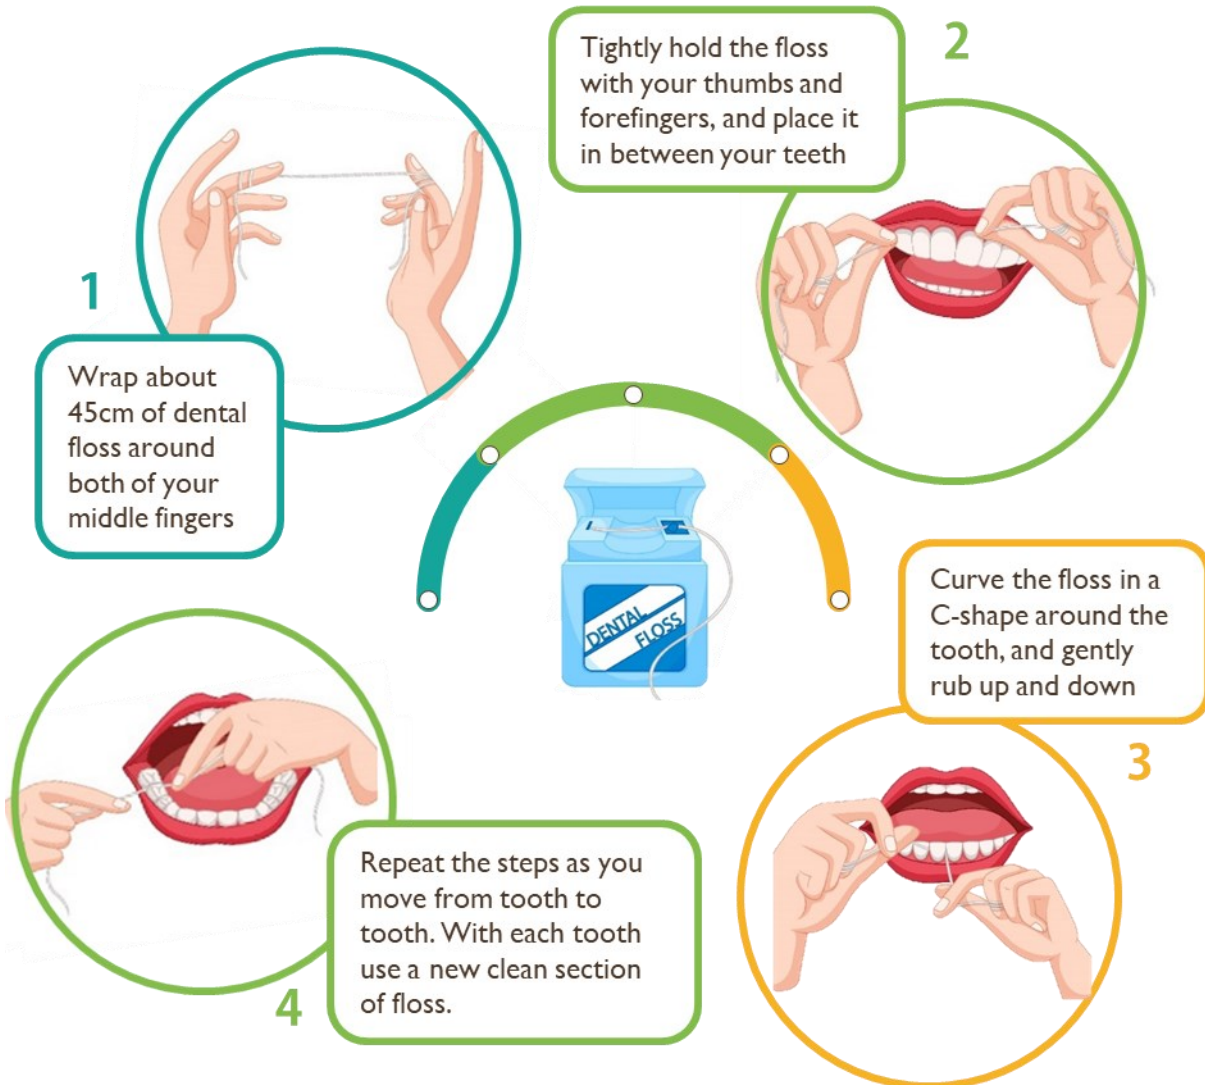 1
Wrap about
45cm of dental
floss around
both of your
middle fingers
2
Tightly hold the floss
with your thumbs and
forefingers, and place it
in between your teeth
3
Curve the floss in a
C-shape around the
tooth, and gently
rub up and down
4
Repeat the steps as you
move from tooth to
tooth. With each tooth
use a new clean section
of floss.
DENTAL
FLOSS